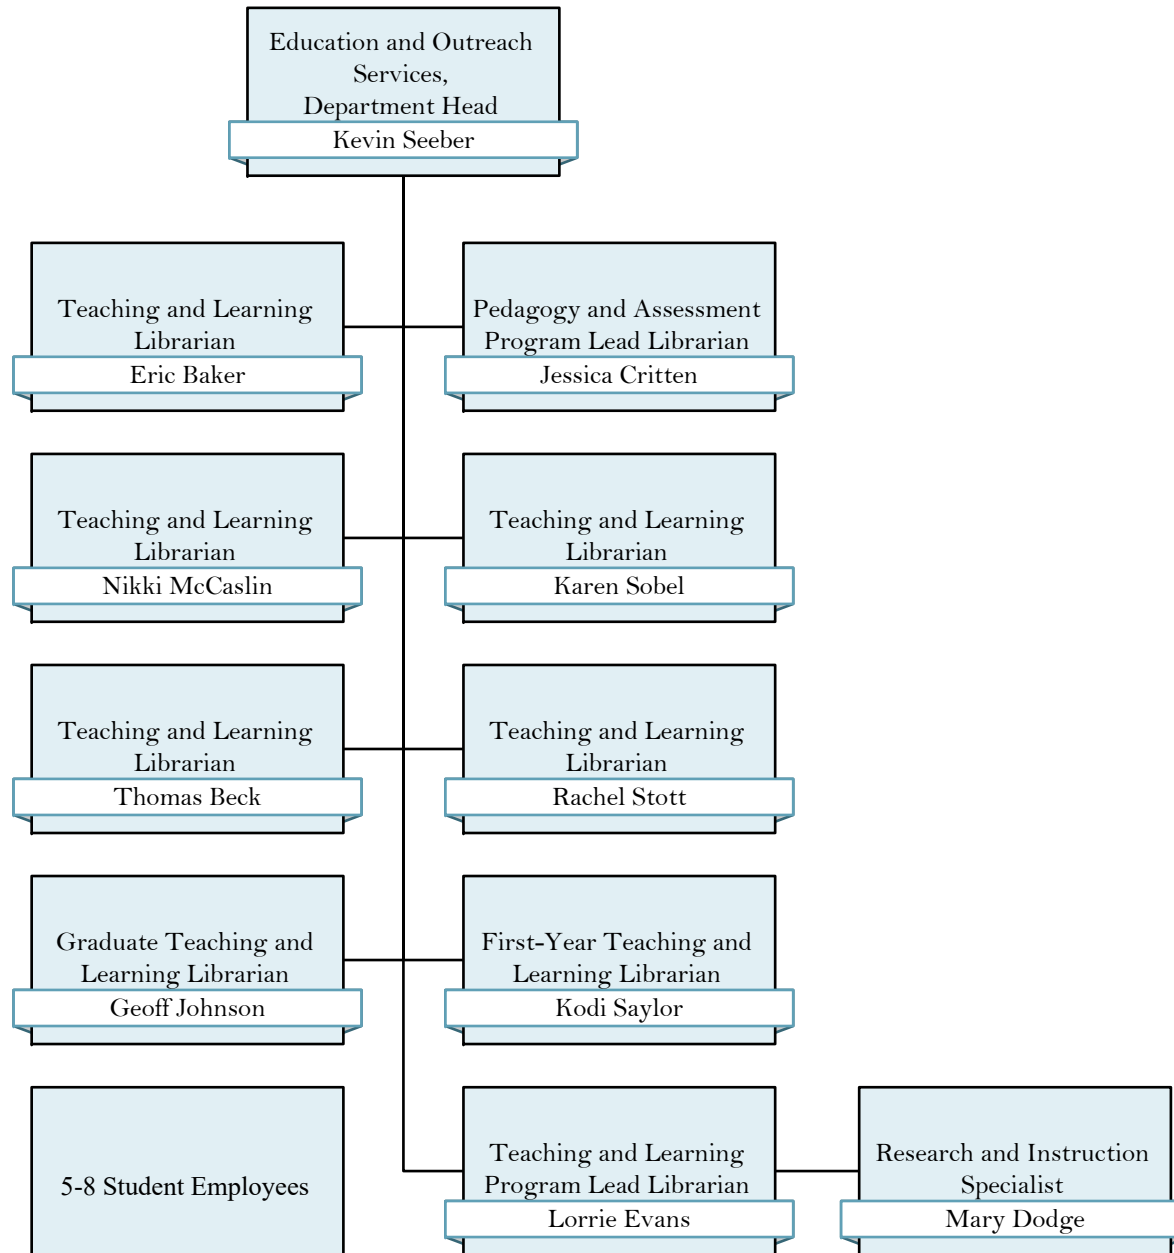 Education and Outreach
Services,
Department Head
Kevin Seeber
Teaching and Learning
Librarian
Eric Baker
Pedagogy and Assessment
Program Lead Librarian
Jessica Critten
Teaching and Learning
Librarian
Nikki McCaslin
Teaching and Learning
Librarian
Karen Sobel
Teaching and Learning
Librarian
Thomas Beck
Teaching and Learning
Librarian
Rachel Stott
Graduate Teaching and
Learning Librarian
Geoff Johnson
First-Year Teaching and
Learning Librarian
Kodi Saylor
5-8 Student Employees
Teaching and Learning
Program Lead Librarian
Lorrie Evans
Research and Instruction
Specialist
Mary Dodge